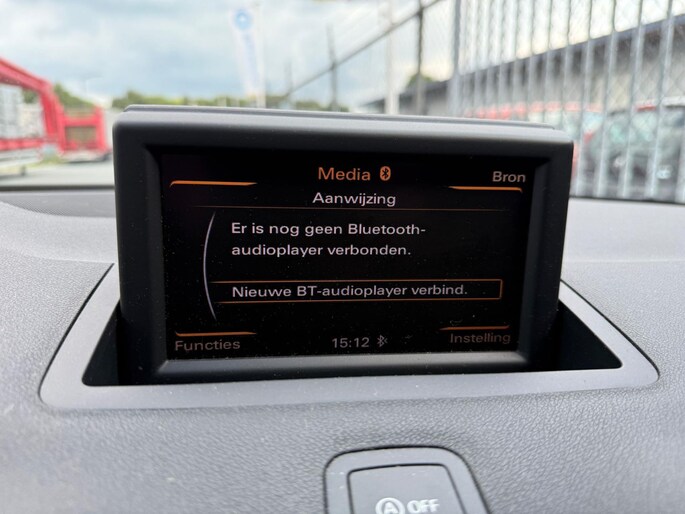 Media
Bron
Aanwijzing
Er is nog geen Bluetooth-
audioplayer verbonden.
Nieuwe BT-audioplayer verbind.
Functies
15:12
Instelling
A OFF